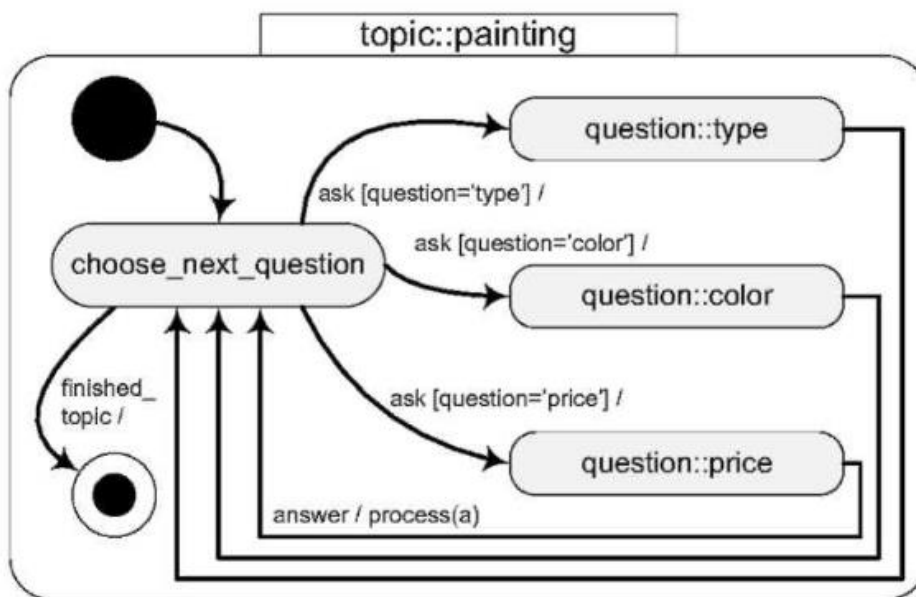 topic::painting
question::type
ask [question='type'] /
ask [question='color'] /
choose_next_question
question::color
finished_
topic /
ask [question='price'] /
question::price
answer / process(a)